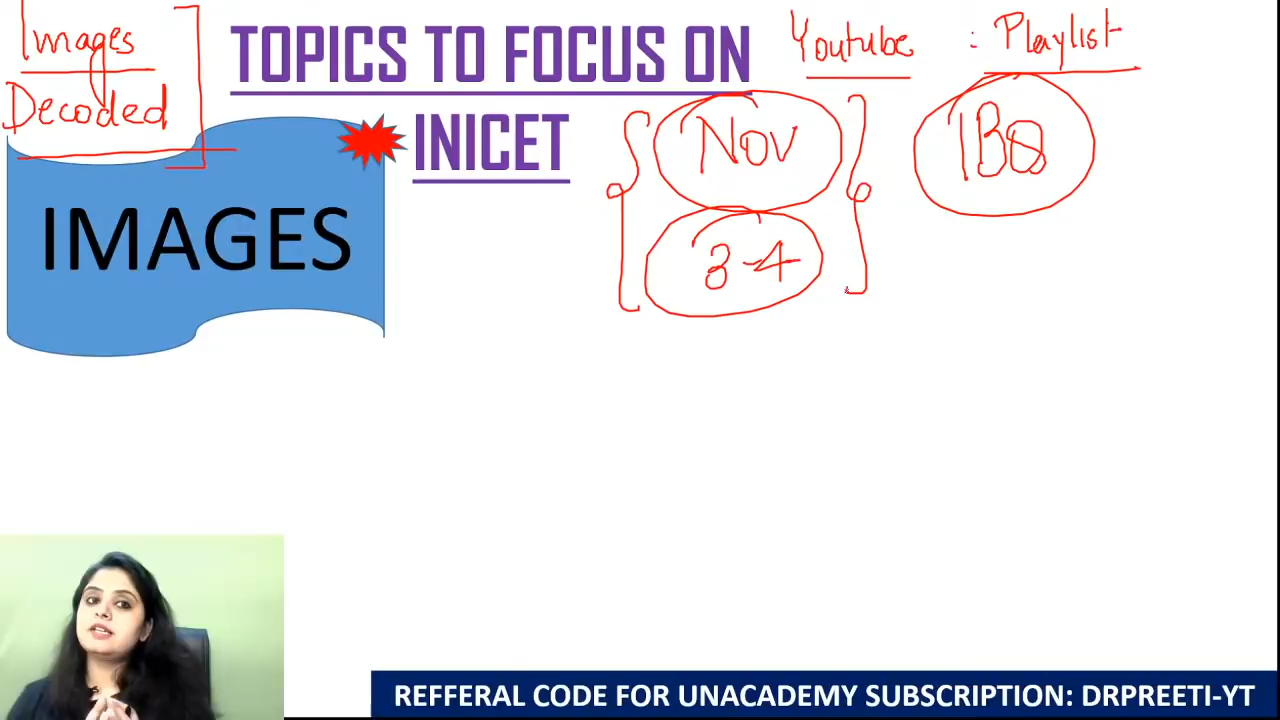 Images
Decoded
TOPICS TO FOCUS ON
INICET
Youtube : Playlist
Nov
3-4
IBQ
IMAGES
REFFERAL CODE FOR UNACADEMY SUBSCRIPTION: DRPREETI-YT